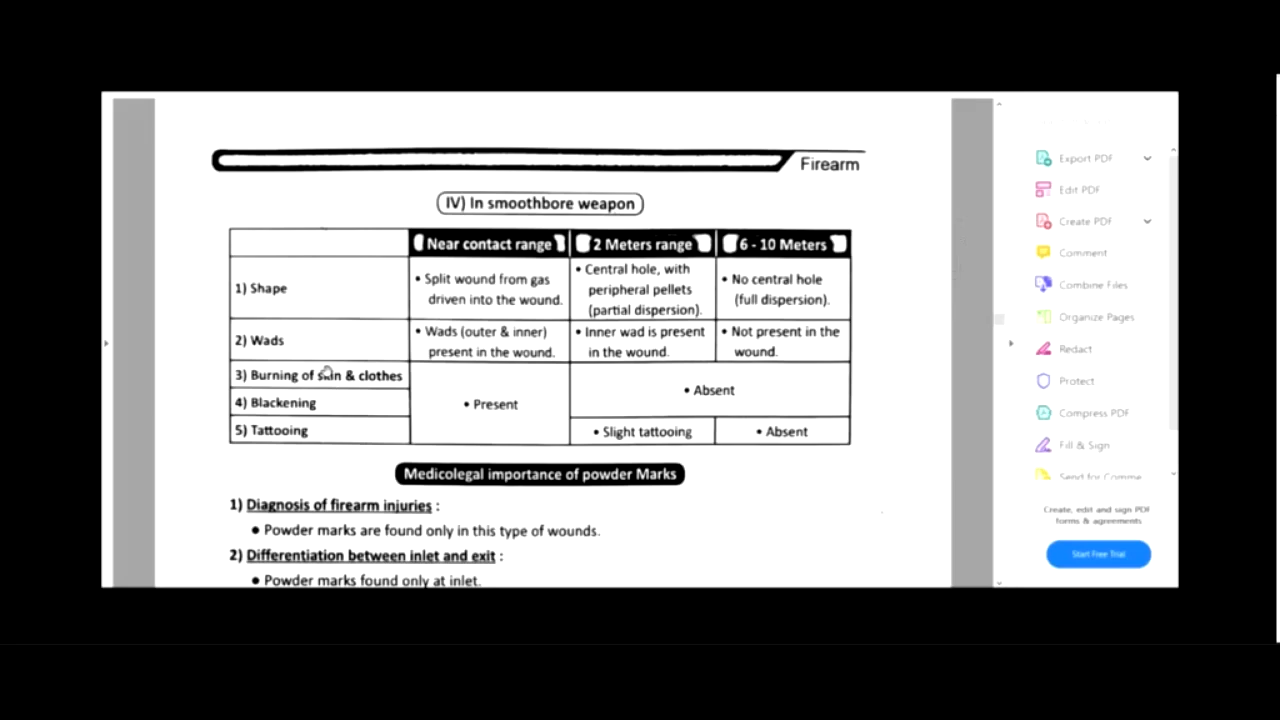 Firearm
IV) In smoothbore weapon
Near contact range
2 Meters range
6 - 10 Meters
1) Shape
• Split wound from gas
driven into the wound.
• Central hole, with
peripheral pellets
(partial dispersion).
• No central hole
(full dispersion).
2) Wads
• Wads (outer & inner)
present in the wound.
• Inner wad is present
in the wound.
• Not present in the
wound.
3) Burning of skin & clothes
4) Blackening
5) Tattooing
• Present
• Absent
• Slight tattooing
• Absent
Medicolegal importance of powder Marks
1) Diagnosis of firearm injuries :
• Powder marks are found only in this type of wounds.
2) Differentiation between inlet and exit :
• Powder marks found only at inlet.
Export PDF
Edit PDF
Create PDF
Comment
Combine Files
Organize Pages
Redact
Protect
Compress PDF
Fill & Sign
Send for Comme
Create, edit and sign PDF
forms & agreements
Start Free Trial